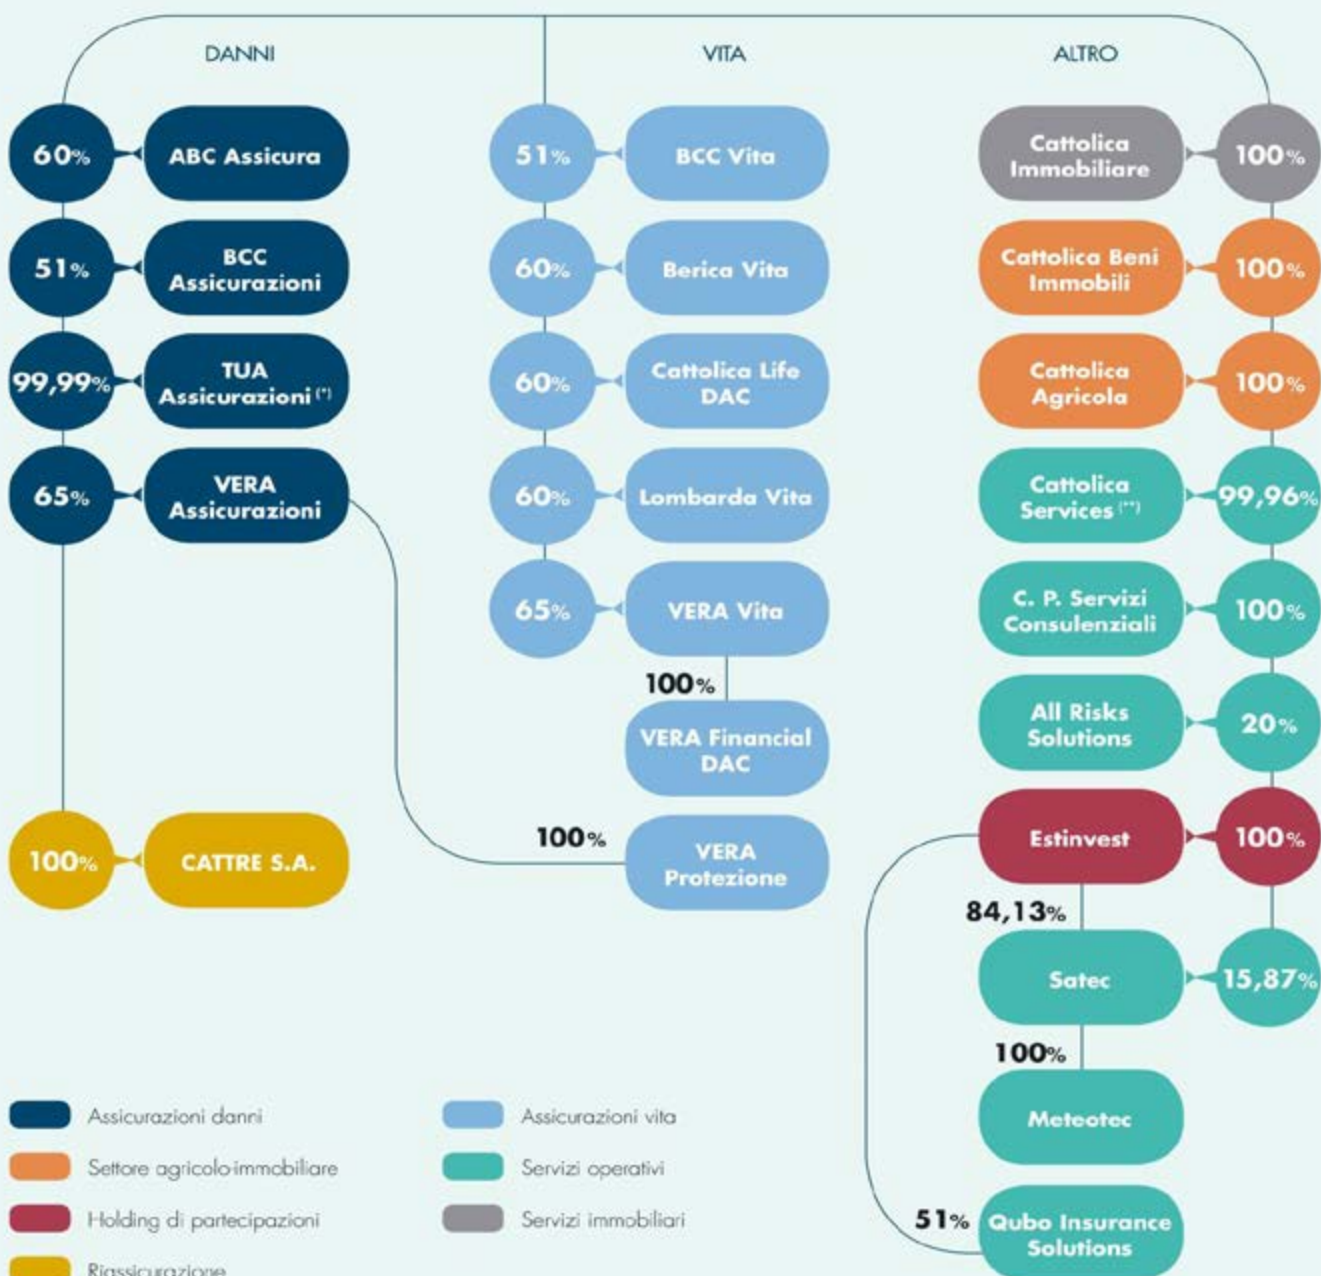 DANNI
60%
ABC Assicura
51%
BCC
Assicurazioni
99,99%
TUA
Assicurazioni (*)
65%
VERA
Assicurazioni
100%
CATTRE S.A.
VITA
51%
BCC Vita
60%
Berica Vita
60%
Cattolica Life
DAC
60%
Lombarda Vita
65%
VERA Vita
100%
VERA Financial
DAC
100%
VERA
Protezione
ALTRO
Cattolica
Immobiliare
100%
Cattolica Beni
Immobili
100%
Cattolica
Agricola
100%
Cattolica
Services (**)
99,96%
C. P. Servizi
Consulenziali
100%
All Risks
Solutions
20%
Estinvest
100%
84,13%
Satec
15,87%
100%
Meteotec
51%
Qubo Insurance
Solutions
Assicurazioni danni
Settore agricolo-immobiliare
Holding di partecipazioni
Riassicurazione
Assicurazioni vita
Servizi operativi
Servizi immobiliari